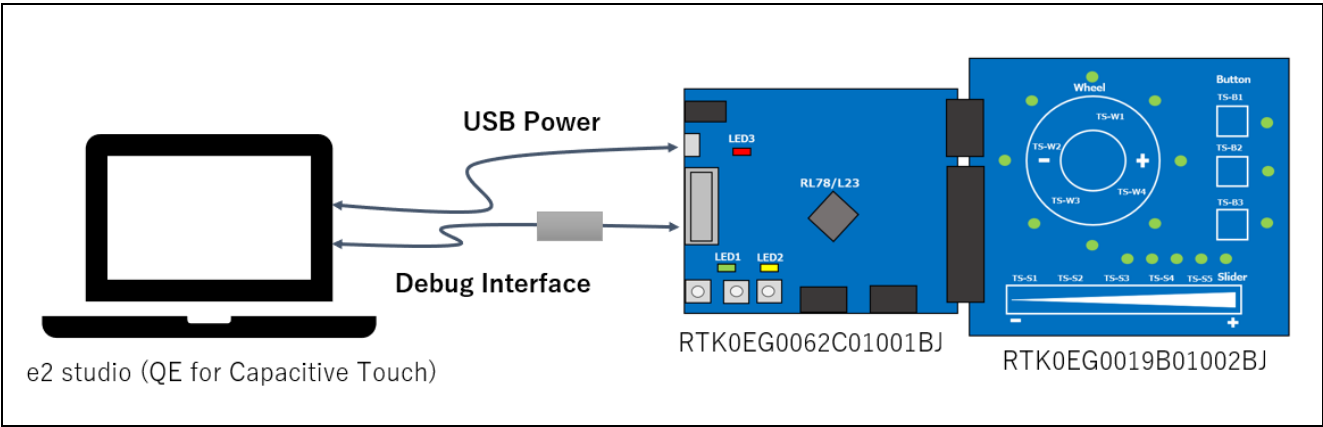 USB Power
Debug Interface
e2 studio (QE for Capacitive Touch)
LED3
RL78/L23
LED1 LED2
RTK0EG0062C01001BJ
Wheel
TS-W1
TS-W2
- +
TS-W4
TS-W3
Button
TS-B1
TS-B2
TS-B3
TS-S1 TS-S2 TS-S3 TS-S4 TS-S5 Slider
- +
RTK0EG0019B01002BJ